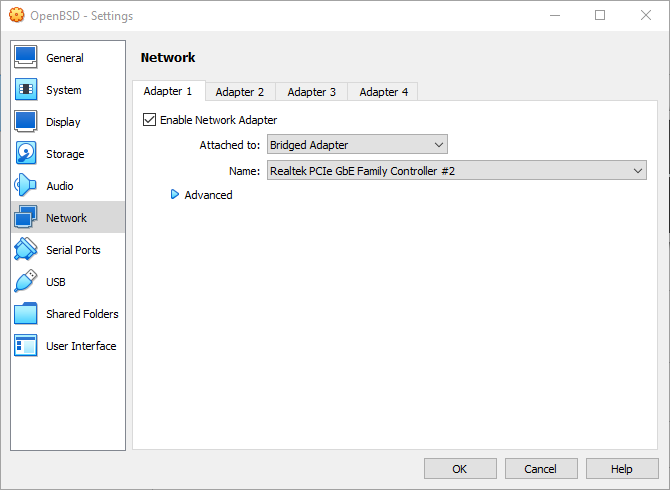 OpenBSD - Settings
General
System
Display
Storage
Audio
Network
Serial Ports
USB
Shared Folders
User Interface
Network
Adapter 1 Adapter 2 Adapter 3 Adapter 4
Enable Network Adapter
Attached to: Bridged Adapter
Name: Realtek PCIe GbE Family Controller #2
Advanced
OK Cancel Help